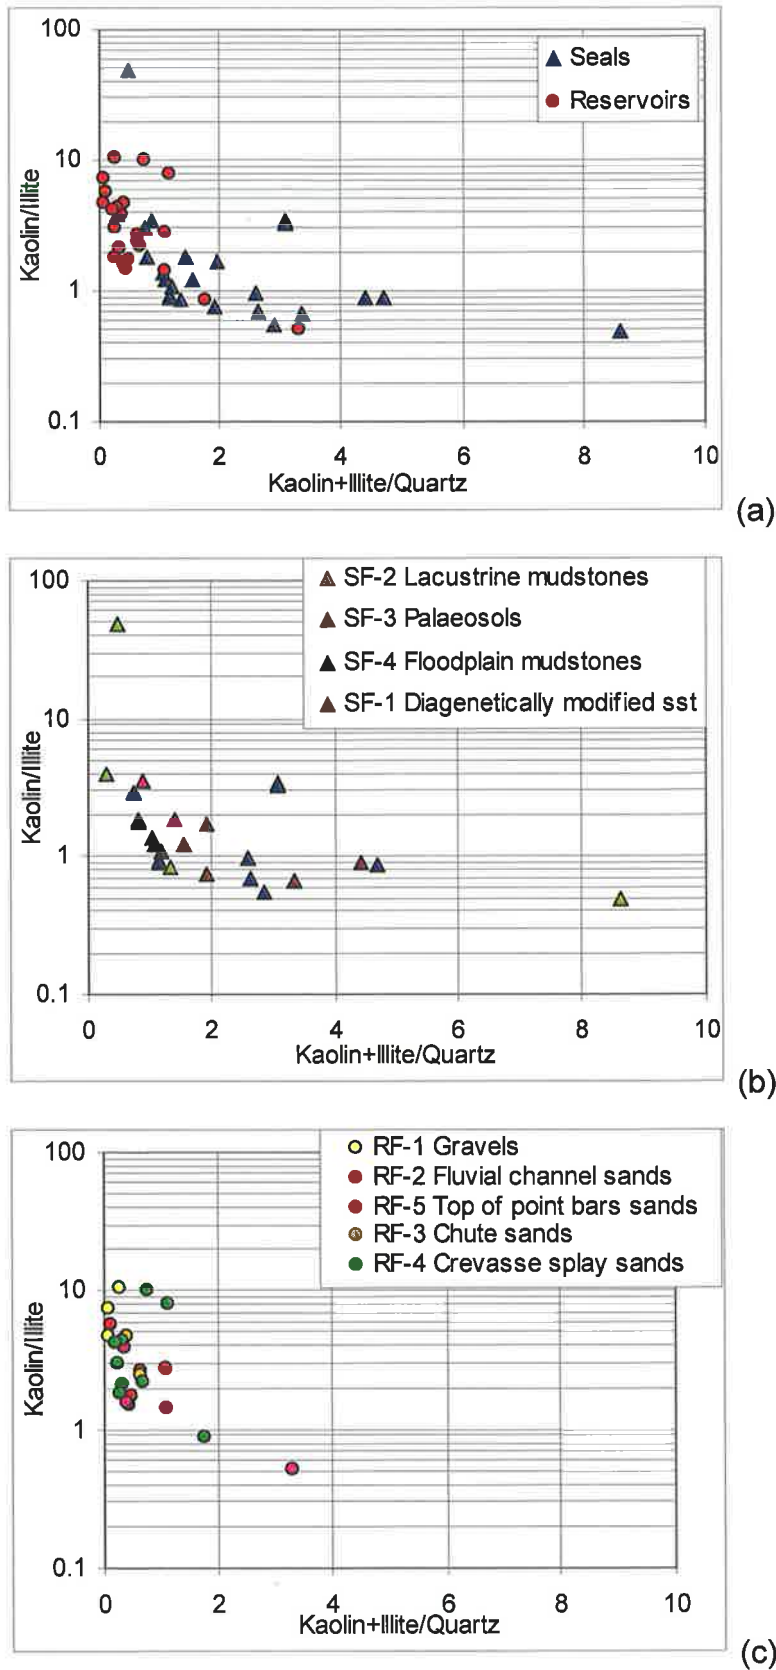 100
Seals
Reservoirs
10
Kaolin/Illite
1
0.1
0 2 4 6 8 10
Kaolin+Illite/Quartz
(a)
100
SF-2 Lacustrine mudstones
SF-3 Palaeosols
SF-4 Floodplain mudstones
SF-1 Diagenetically modified sst
10
Kaolin/Illite
1
0.1
0 2 4 6 8 10
Kaolin+Illite/Quartz
(b)
100
RF-1 Gravels
RF-2 Fluvial channel sands
RF-5 Top of point bars sands
RF-3 Chute sands
RF-4 Crevasse splay sands
10
Kaolin/Illite
1
0.1
0 2 4 6 8 10
Kaolin+Illite/Quartz
(c)